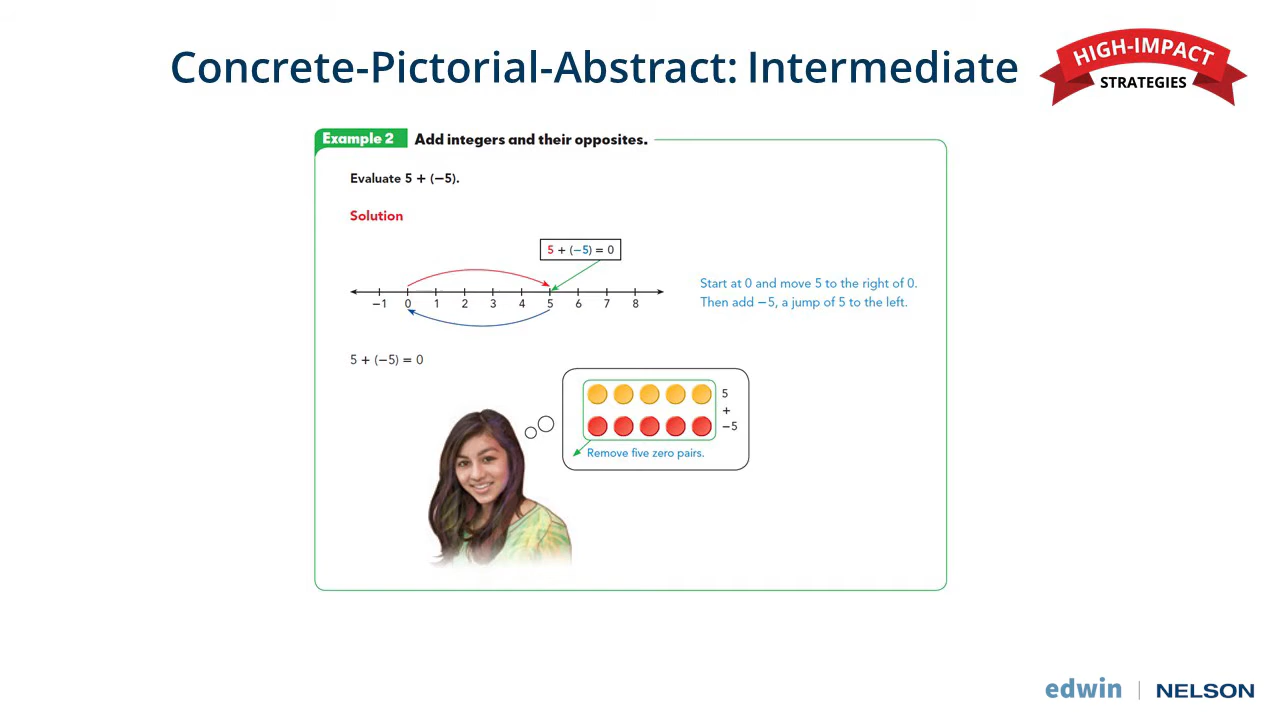 Concrete-Pictorial-Abstract: Intermediate
HIGH-IMPACT
STRATEGIES
Example 2 Add integers and their opposites.
Evaluate 5 + (−5).
Solution
5 + (−5) = 0
−1 0 1 2 3 4 5 6 7 8
Start at 0 and move 5 to the right of 0.
Then add −5, a jump of 5 to the left.
5 + (−5) = 0
5
+
−5
Remove five zero pairs.
edwin | NELSON